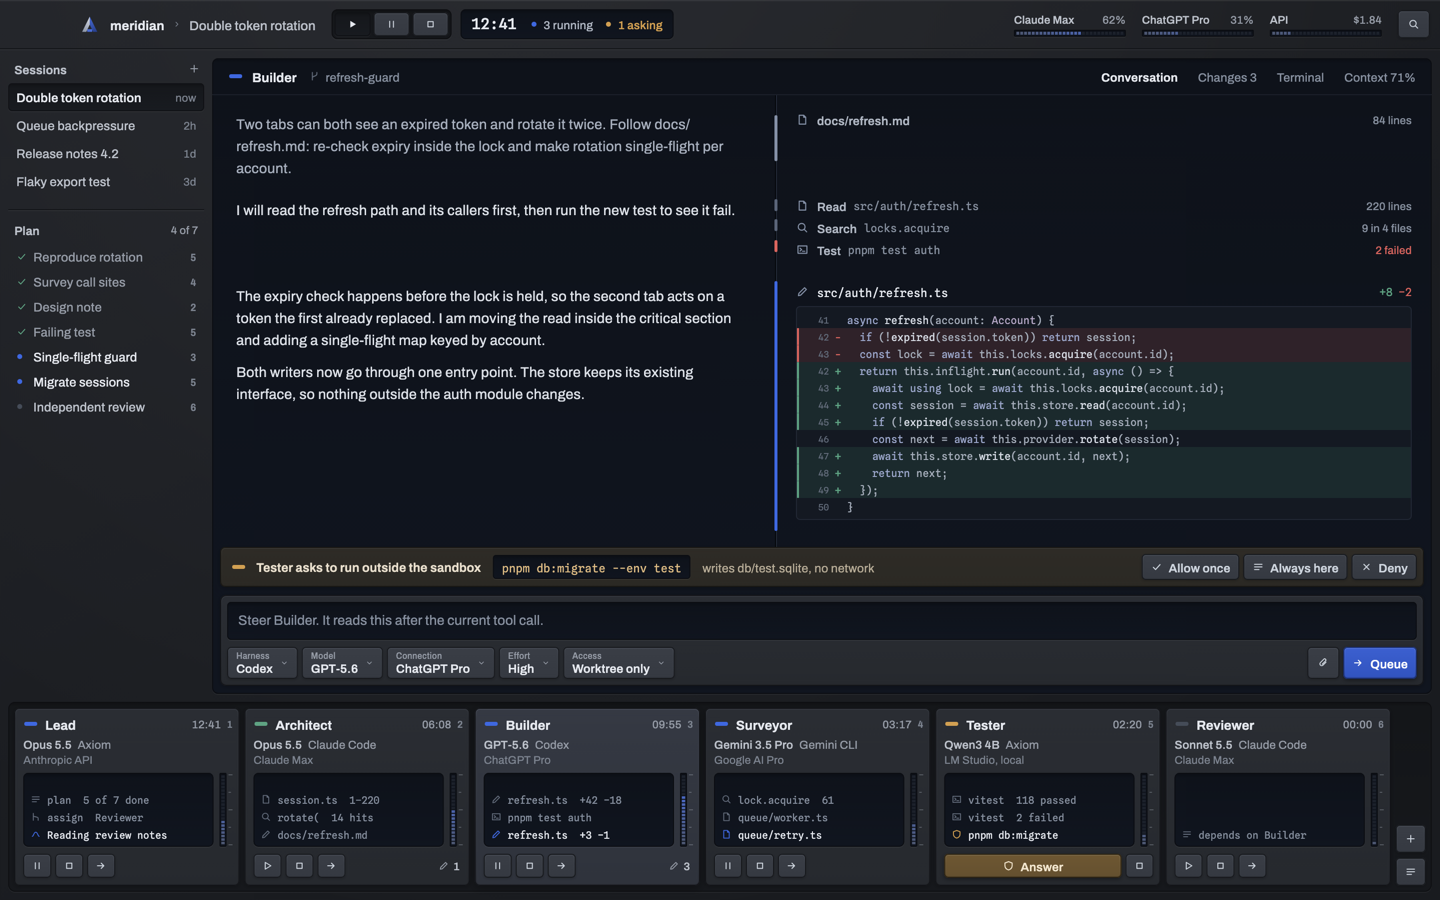 meridian › Double token rotation
12:41 3 running 1 asking
Claude Max 62%
ChatGPT Pro 31%
API $1.84
Sessions +
Double token rotation now
Queue backpressure 2h
Release notes 4.2 1d
Flaky export test 3d
Plan 4 of 7
Reproduce rotation 5
Survey call sites 4
Design note 2
Failing test 5
Single-flight guard 3
Migrate sessions 5
Independent review 6
Builder refresh-guard
Conversation Changes 3 Terminal Context 71%
Two tabs can both see an expired token and rotate it twice. Follow docs/
refresh.md: re-check expiry inside the lock and make rotation single-flight per
account.
I will read the refresh path and its callers first, then run the new test to see it fail.
The expiry check happens before the lock is held, so the second tab acts on a
token the first already replaced. I am moving the read inside the critical section
and adding a single-flight map keyed by account.
Both writers now go through one entry point. The store keeps its existing
interface, so nothing outside the auth module changes.
docs/refresh.md 84 lines
Read src/auth/refresh.ts 220 lines
Search locks.acquire 9 in 4 files
Test pnpm test auth 2 failed
src/auth/refresh.ts +8 −2
41 async refresh(account: Account) {
42 - if (!expired(session.token)) return session;
43 - const lock = await this.locks.acquire(account.id);
42 + return this.inflight.run(account.id, async () => {
43 + await using lock = await this.locks.acquire(account.id);
44 + const session = await this.store.read(account.id);
45 + if (!expired(session.token)) return session;
46 const next = await this.provider.rotate(session);
47 + await this.store.write(account.id, next);
48 + return next;
49 + });
50 }
Tester asks to run outside the sandbox pnpm db:migrate --env test writes db/test.sqlite, no network
Allow once Always here Deny
Steer Builder. It reads this after the current tool call.
Harness
Codex
Model
GPT-5.6
Connection
ChatGPT Pro
Effort
High
Access
Worktree only
Queue
Lead 12:41 1
Opus 5.5 Axiom
Anthropic API
plan 5 of 7 done
assign Reviewer
Reading review notes
Architect 06:08 2
Opus 5.5 Claude Code
Claude Max
session.ts 1–220
rotate( 14 hits
docs/refresh.md
1
Builder 09:55 3
GPT-5.6 Codex
ChatGPT Pro
refresh.ts +42 −18
pnpm test auth
refresh.ts +3 −1
3
Surveyor 03:17 4
Gemini 3.5 Pro Gemini CLI
Google AI Pro
lock.acquire 61
queue/worker.ts
queue/retry.ts
Tester 02:20 5
Qwen3 4B Axiom
LM Studio, local
vitest 118 passed
vitest 2 failed
pnpm db:migrate
Answer
Reviewer 00:00 6
Sonnet 5.5 Claude Code
Claude Max
depends on Builder
+